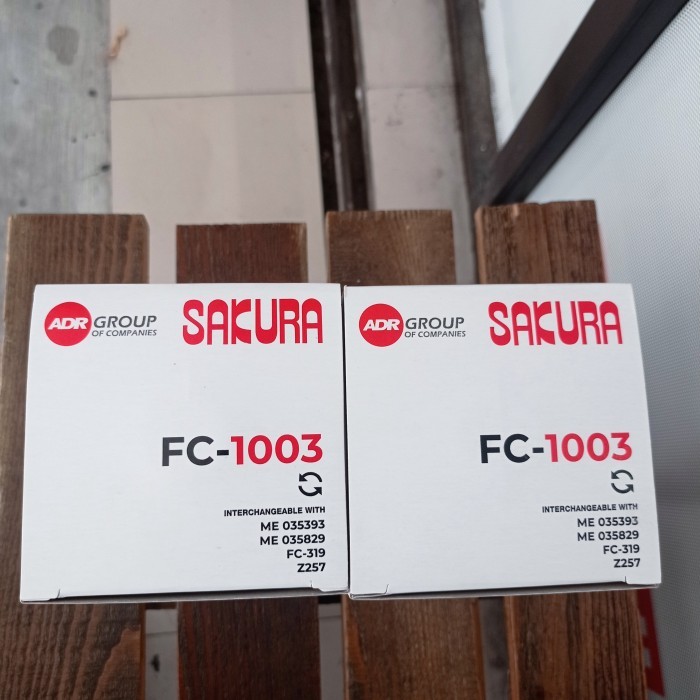 ADR GROUP
OF COMPANIES
SAKURA
FC-1003
INTERCHANGEABLE WITH
ME 035393
ME 035829
FC-319
Z257
ADR GROUP
OF COMPANIES
SAKURA
FC-1003
INTERCHANGEABLE WITH
ME 035393
ME 035829
FC-319
Z257